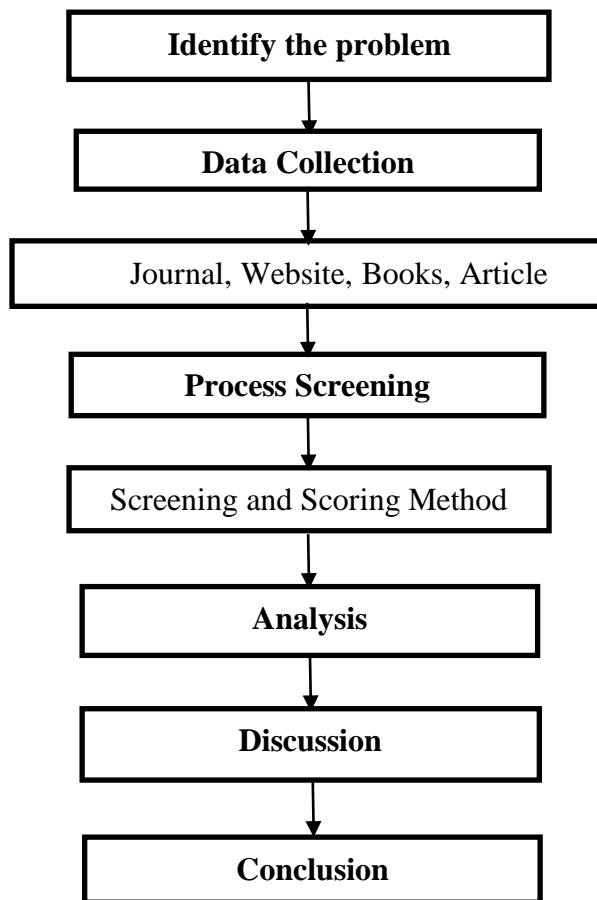 Identify the problem
Data Collection
Journal, Website, Books, Article
Process Screening
Screening and Scoring Method
Analysis
Discussion
Conclusion